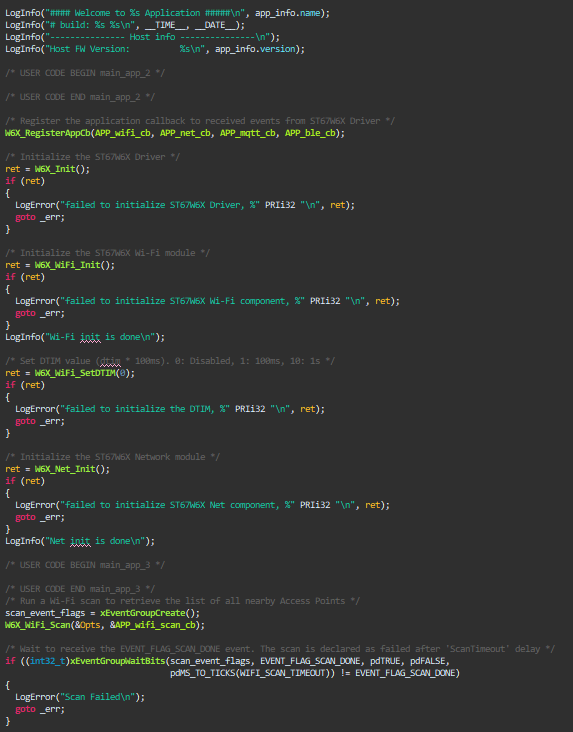 LogInfo("#### Welcome to %s Application #####\n", app_info.name);
LogInfo("# build: %s %s\n", __TIME__, __DATE__);
LogInfo("--------------- Host info ---------------\n");
LogInfo("Host FW Version:          %s\n", app_info.version);
/* USER CODE BEGIN main_app_2 */
/* USER CODE END main_app_2 */
/* Register the application callback to received events from ST67W6X Driver */
W6X_RegisterAppCb(APP_wifi_cb, APP_net_cb, APP_mqtt_cb, APP_ble_cb);
/* Initialize the ST67W6X Driver */
ret = W6X_Init();
if (ret)
{
  LogError("failed to initialize ST67W6X Driver, %" PRIi32 "\n", ret);
  goto _err;
}
/* Initialize the ST67W6X Wi-Fi module */
ret = W6X_WiFi_Init();
if (ret)
{
  LogError("failed to initialize ST67W6X Wi-Fi component, %" PRIi32 "\n", ret);
  goto _err;
}
LogInfo("Wi-Fi init is done\n");
/* Set DTIM value (dtim * 100ms). 0: Disabled, 1: 100ms, 10: 1s */
ret = W6X_WiFi_SetDTIM(0);
if (ret)
{
  LogError("failed to initialize the DTIM, %" PRIi32 "\n", ret);
  goto _err;
}
/* Initialize the ST67W6X Network module */
ret = W6X_Net_Init();
if (ret)
{
  LogError("failed to initialize ST67W6X Net component, %" PRIi32 "\n", ret);
  goto _err;
}
LogInfo("Net init is done\n");
/* USER CODE BEGIN main_app_3 */
/* USER CODE END main_app_3 */
/* Run a Wi-Fi scan to retrieve the list of all nearby Access Points */
scan_event_flags = xEventGroupCreate();
W6X_WiFi_Scan(&Opts, &APP_wifi_scan_cb);
/* Wait to receive the EVENT_FLAG_SCAN_DONE event. The scan is declared as failed after 'ScanTimeout' delay */
if ((int32_t)xEventGroupWaitBits(scan_event_flags, EVENT_FLAG_SCAN_DONE, pdTRUE, pdFALSE,
                                 pdMS_TO_TICKS(WIFI_SCAN_TIMEOUT)) != EVENT_FLAG_SCAN_DONE)
{
  LogError("Scan Failed\n");
  goto _err;
}